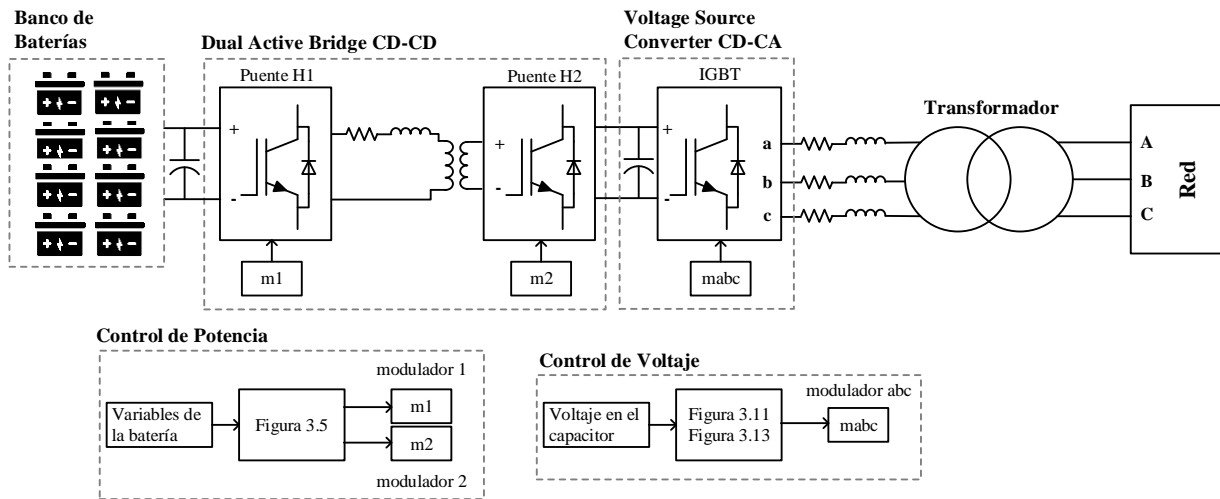 Banco de
Baterías
Dual Active Bridge CD-CD
Voltage Source
Converter CD-CA
Puente H1
Puente H2
IGBT
Transformador
+
-
+
-
+
-
a
b
c
A
B
C
Red
m1
m2
mabc
Control de Potencia
modulador 1
Variables de
la batería
Figura 3.5
m1
m2
modulador 2
Control de Voltaje
modulador abc
Voltaje en el
capacitor
Figura 3.11
Figura 3.13
mabc